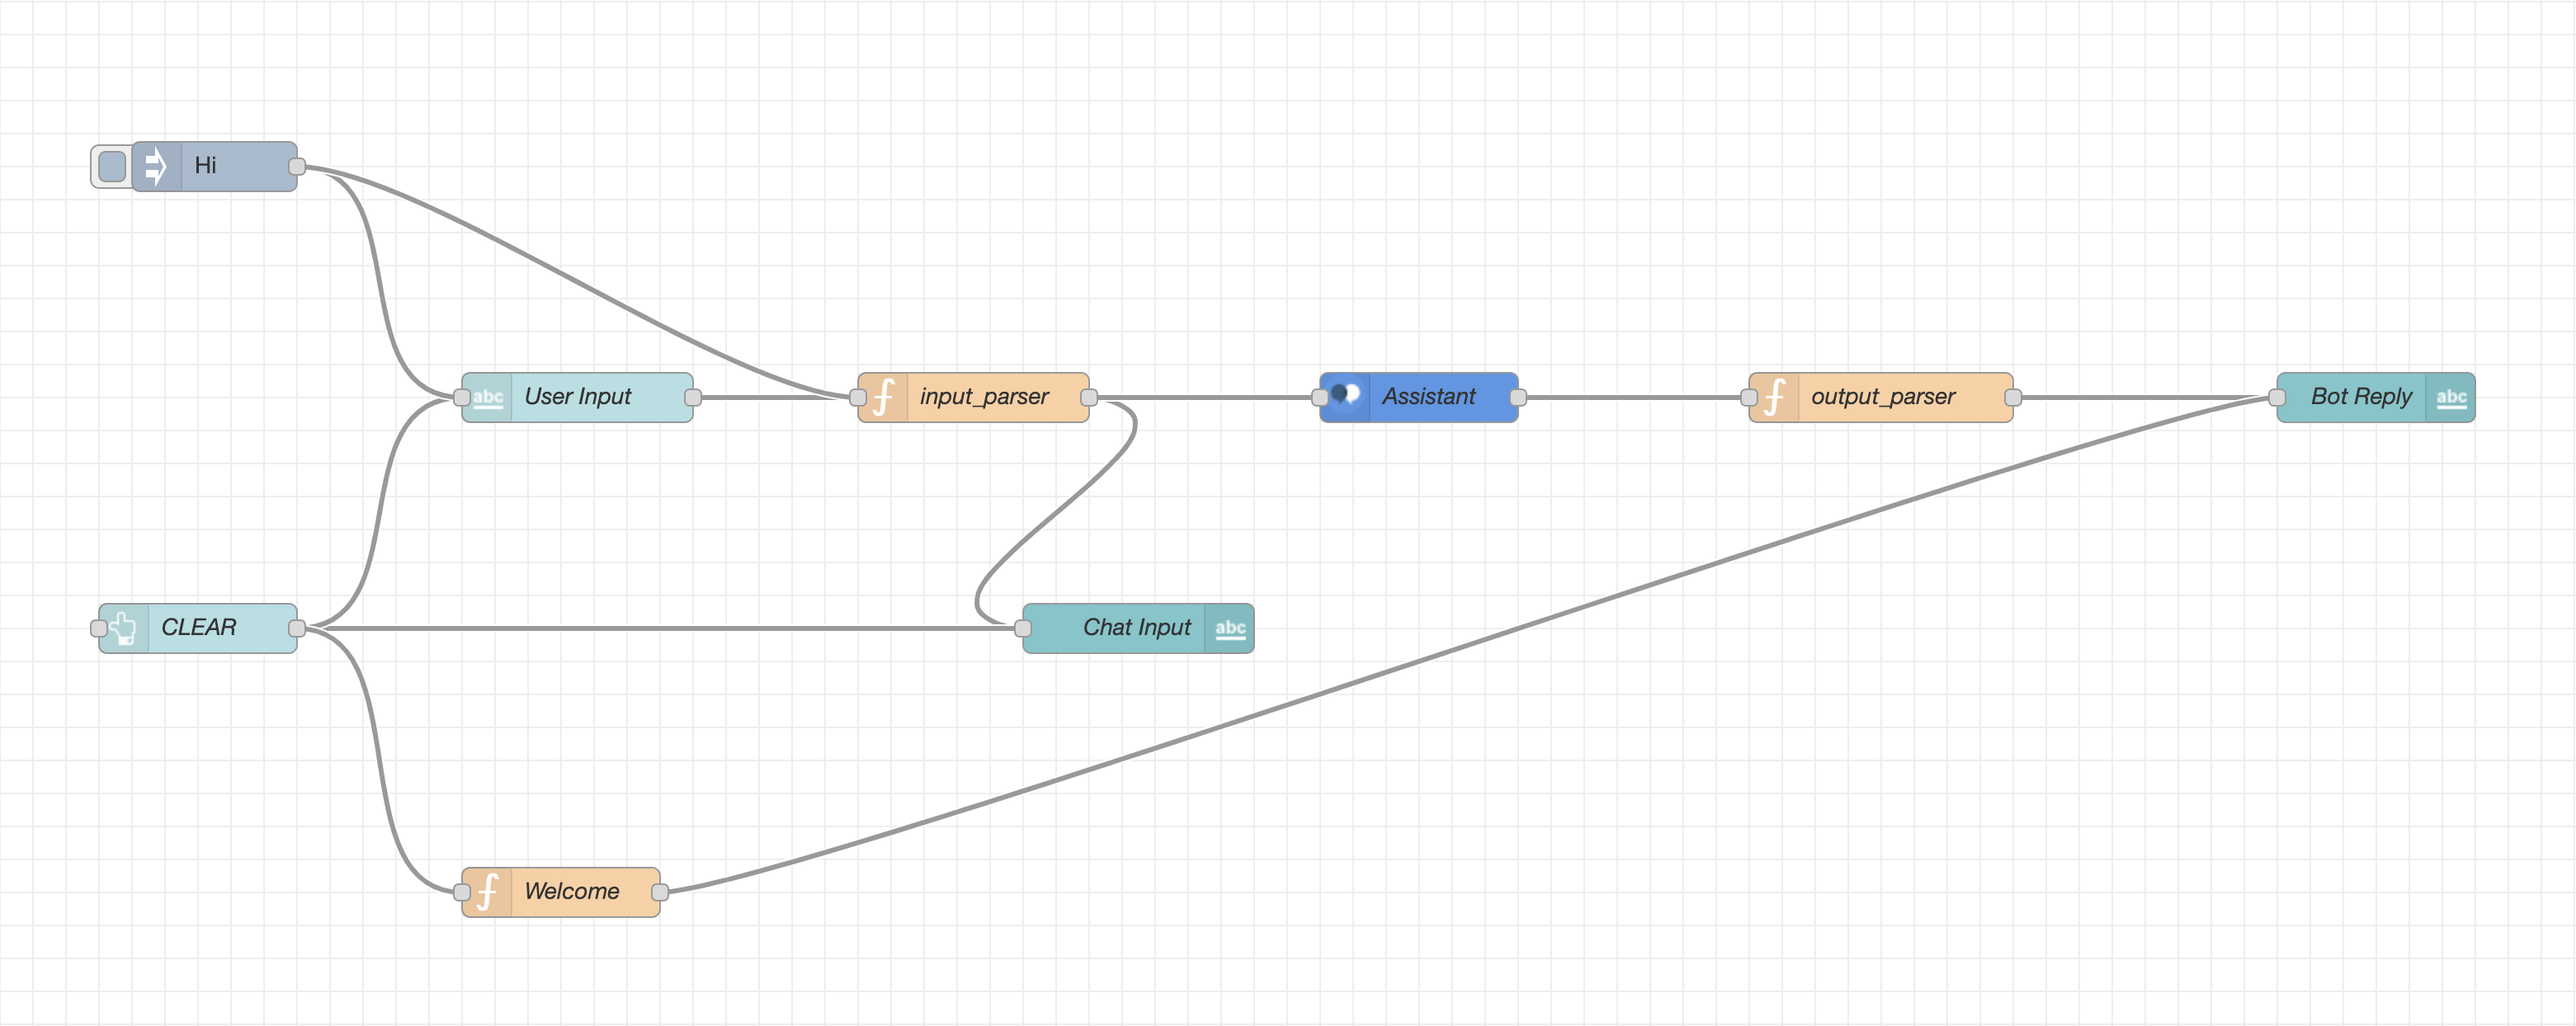 Hi
abc User Input
input_parser
Assistant
output_parser
Bot Reply abc
CLEAR
Chat Input abc
Welcome